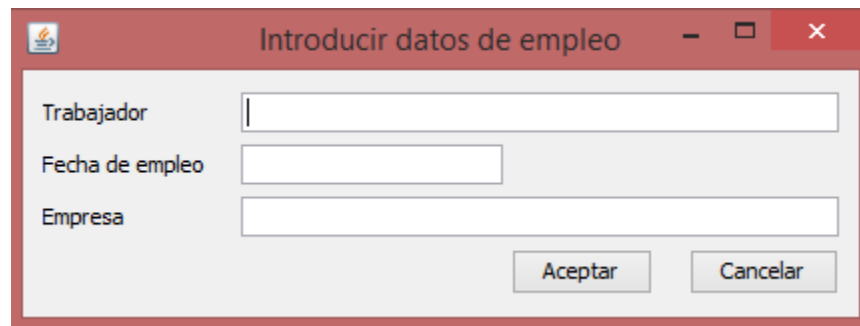 Introducir datos de empleo
Trabajador
Fecha de empleo
Empresa
Aceptar Cancelar